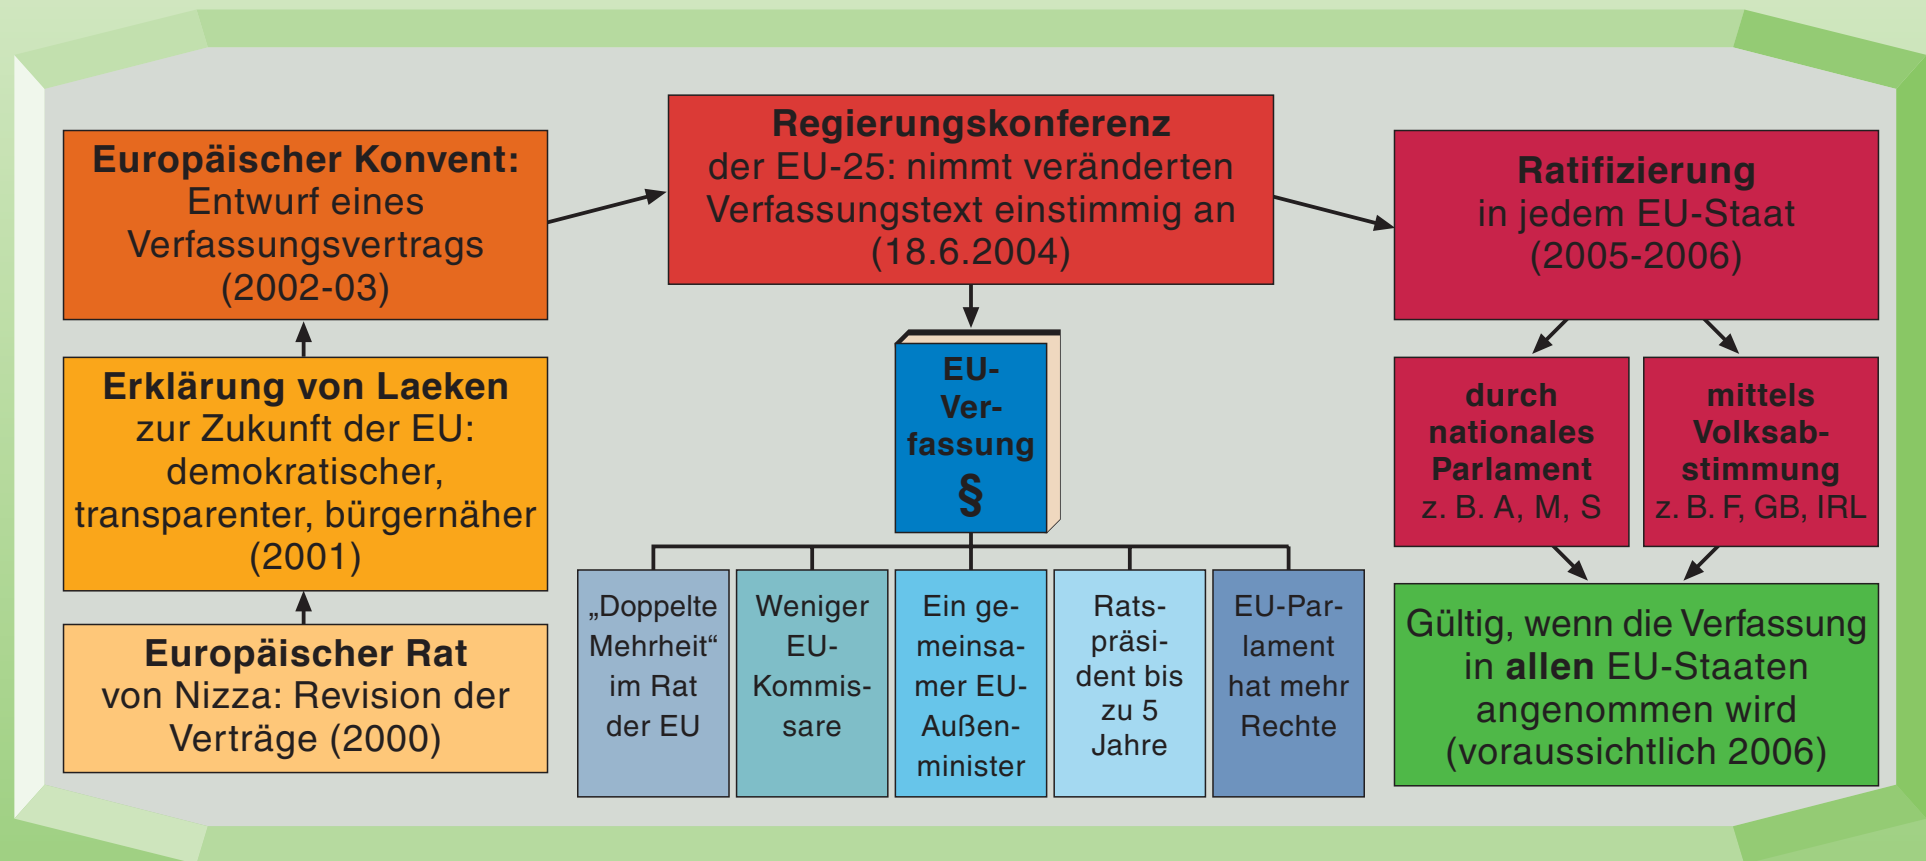 Europäischer Konvent:
Entwurf eines
Verfassungsvertrags
(2002-03)
Erklärung von Laeken
zur Zukunft der EU:
demokratischer,
transparenter, bürgernäher
(2001)
Europäischer Rat
von Nizza: Revision der
Verträge (2000)
Regierungskonferenz
der EU-25: nimmt veränderten
Verfassungstext einstimmig an
(18.6.2004)
EU-
Ver-
fassung
§
„Doppelte
Mehrheit“
im Rat
der EU
Weniger
EU-
Kommis-
sare
Ein ge-
meinsa-
mer EU-
Außen-
minister
Rats-
präsi-
dent bis
zu 5
Jahre
EU-Par-
lament
hat mehr
Rechte
Ratifizierung
in jedem EU-Staat
(2005-2006)
durch
nationales
Parlament
z. B. A, M, S
mittels
Volksab-
stimmung
z. B. F, GB, IRL
Gültig, wenn die Verfassung
in allen EU-Staaten
angenommen wird
(voraussichtlich 2006)